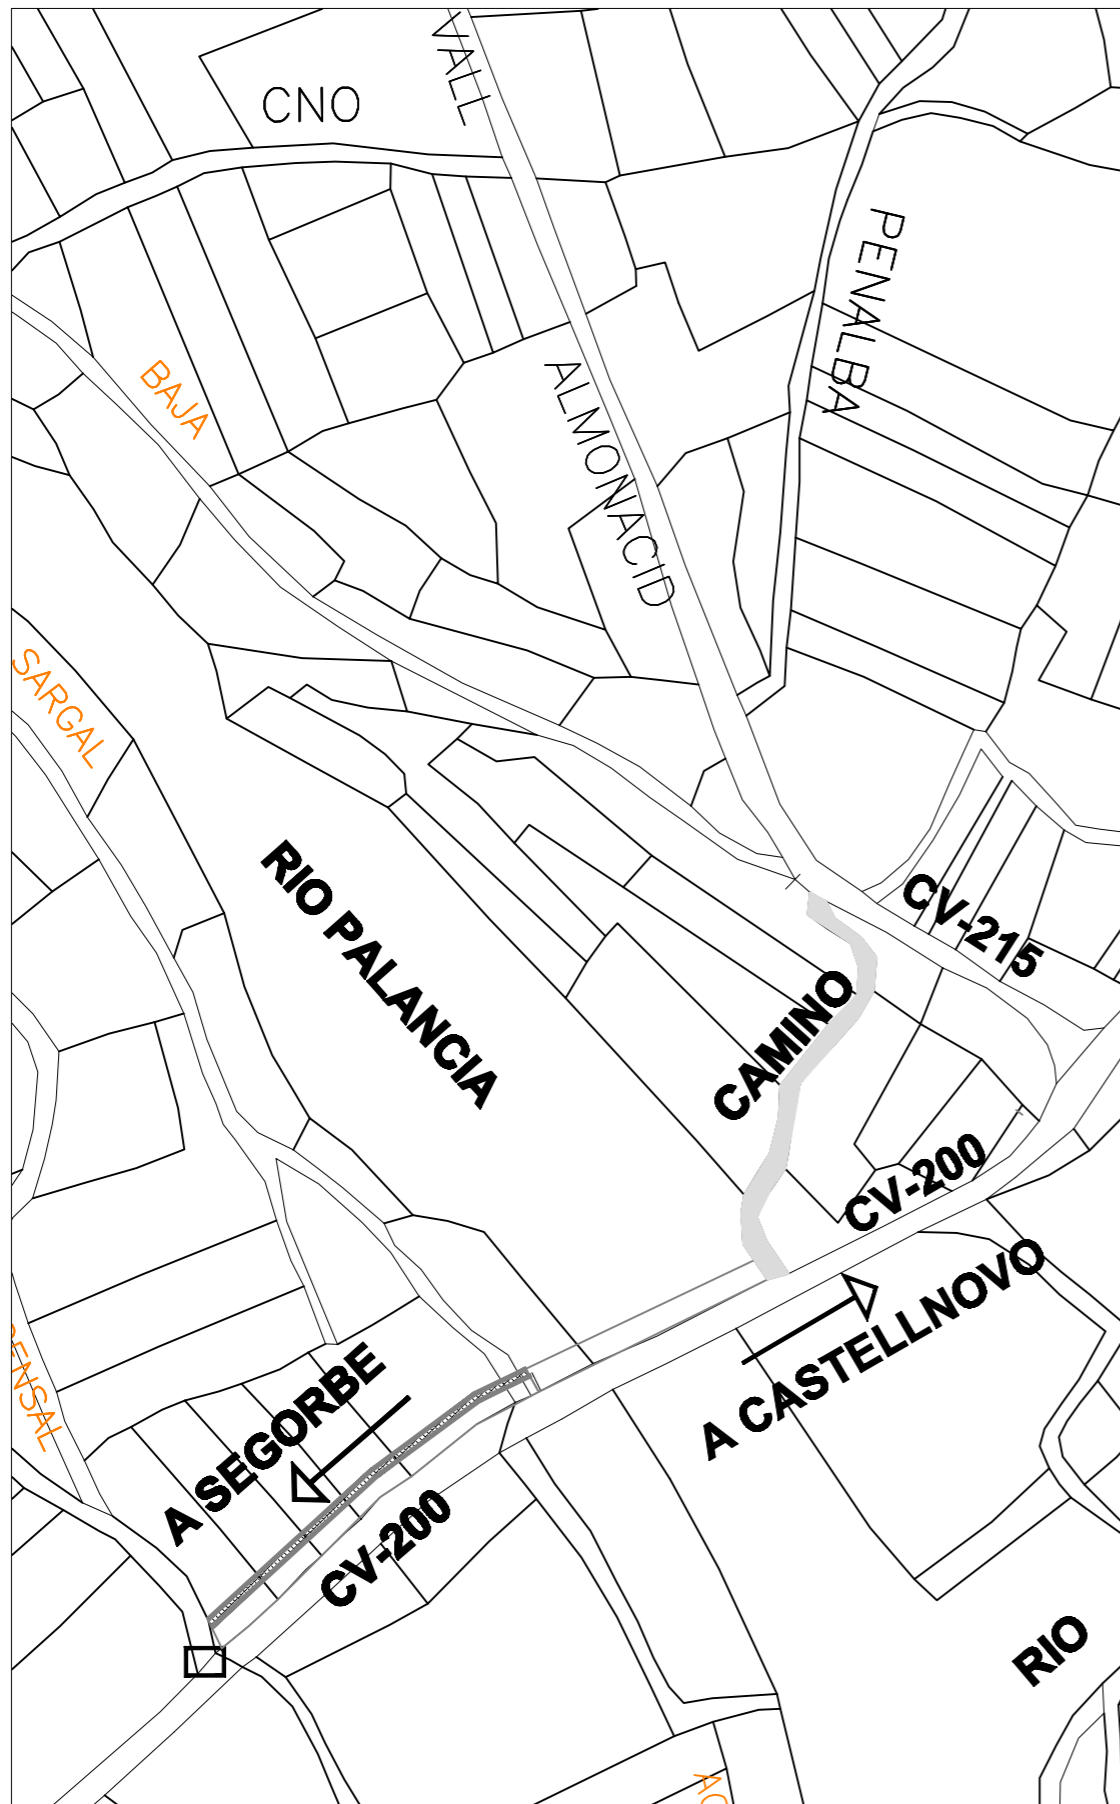 VALL
CNO
PENALBA
BAJA
ALMONACID
SARGAL
RIO PALANCIA
CV-215
CAMINO
CV-200
A CASTELLNOVO
A SEGORBE
CV-200
RIO